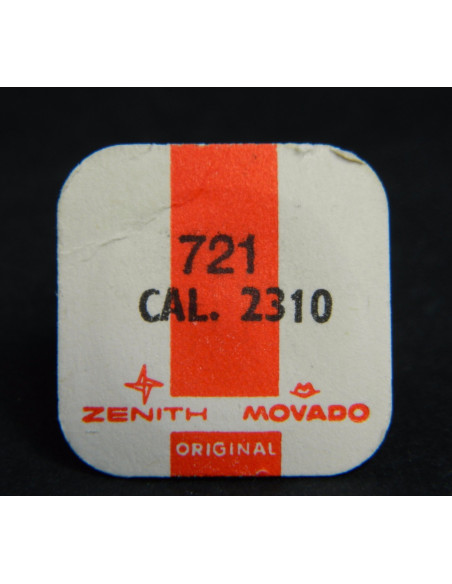 721
CAL. 2310
ZENITH MOVADO
ORIGINAL